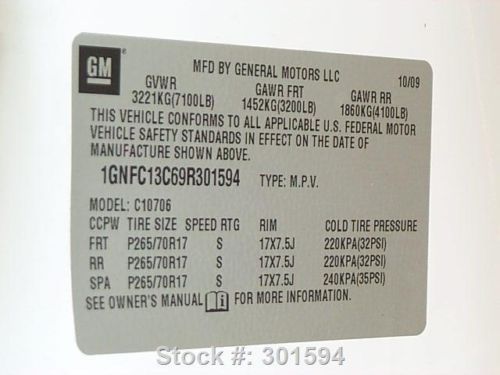 GM
MFD BY GENERAL MOTORS LLC 10/09
GVWR GAWR FRT GAWR RR
3221KG(7100LB) 1452KG(3200LB) 1860KG(4100LB)
THIS VEHICLE CONFORMS TO ALL APPLICABLE U.S. FEDERAL MOTOR
VEHICLE SAFETY STANDARDS IN EFFECT ON THE DATE OF
MANUFACTURE SHOWN ABOVE.
1GNFC13C69R301594 TYPE: M.P.V.
MODEL: C10706
CCPW TIRE SIZE SPEED RTG RIM COLD TIRE PRESSURE
FRT P265/70R17 S 17X7.5J 220KPA(32PSI)
RR P265/70R17 S 17X7.5J 220KPA(32PSI)
SPA P265/70R17 S 17X7.5J 240KPA(35PSI)
SEE OWNER'S MANUAL i FOR MORE INFORMATION.
Stock #: 301594